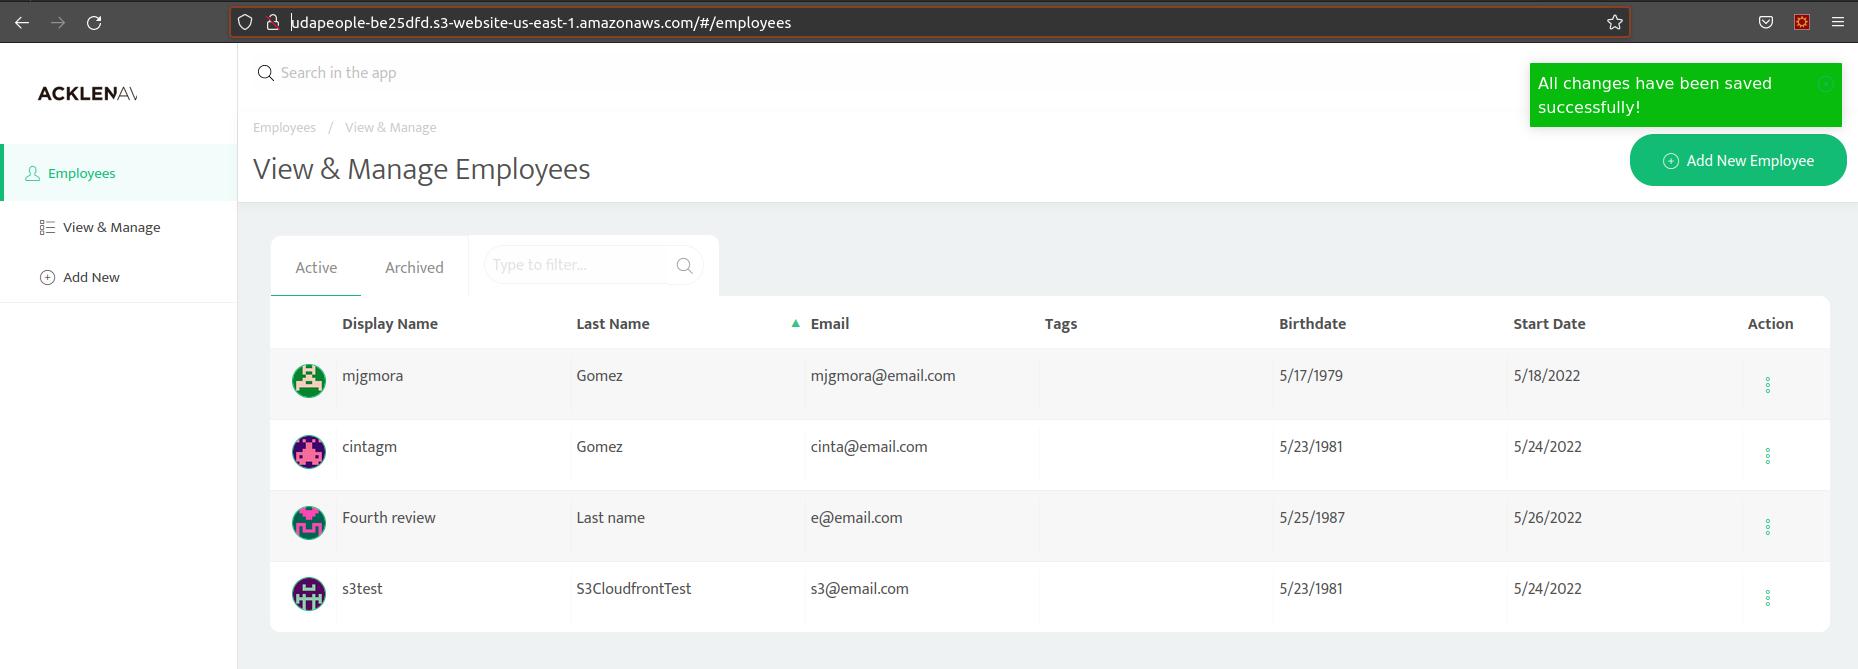 udapeople-be25dfd.s3-website-us-east-1.amazonaws.com/#/employees
ACKLENAV
Search in the app
All changes have been saved
successfully!
Employees / View & Manage
View & Manage Employees
Add New Employee
Employees
View & Manage
Add New
Active Archived Type to filter...
Display Name Last Name Email Tags Birthdate Start Date Action
mjgmora Gomez mjgmora@email.com 5/17/1979 5/18/2022
cintagm Gomez cinta@email.com 5/23/1981 5/24/2022
Fourth review Last name e@email.com 5/25/1987 5/26/2022
s3test S3CloudfrontTest s3@email.com 5/23/1981 5/24/2022